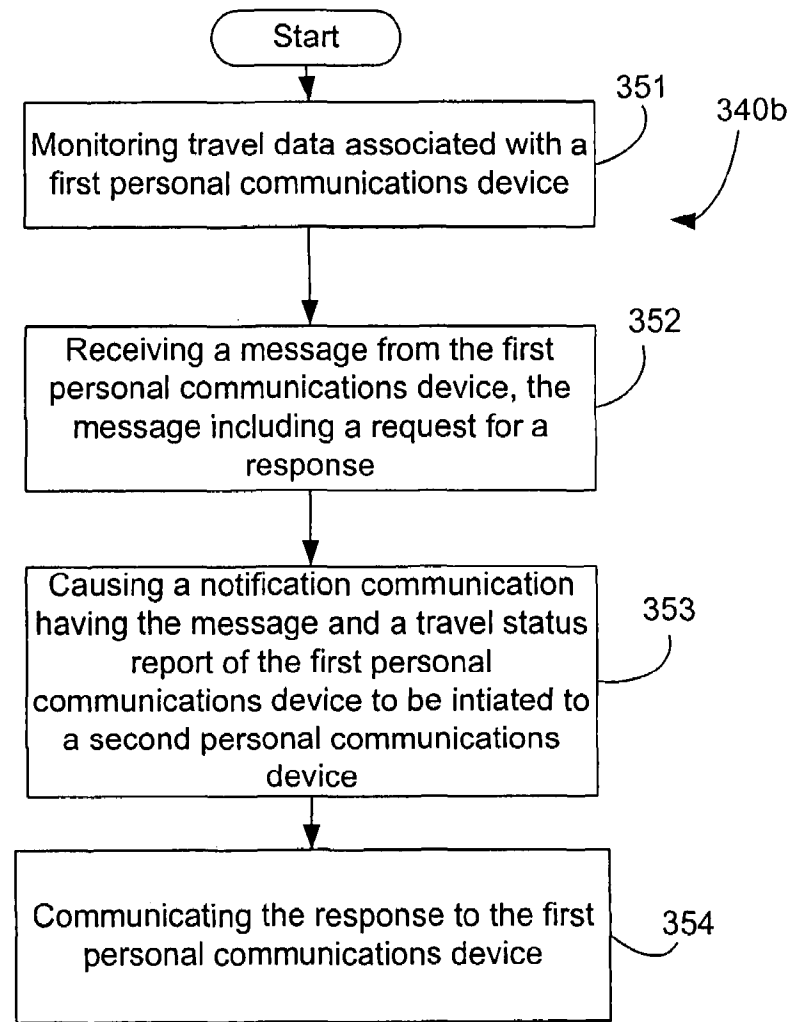 Start
351
340b
Monitoring travel data associated with a
first personal communications device
352
Receiving a message from the first
personal communications device, the
message including a request for a
response
Causing a notification communication
having the message and a travel status
report of the first personal
communications device to be intiated to
a second personal communications
device
353
Communicating the response to the first
personal communications device
354